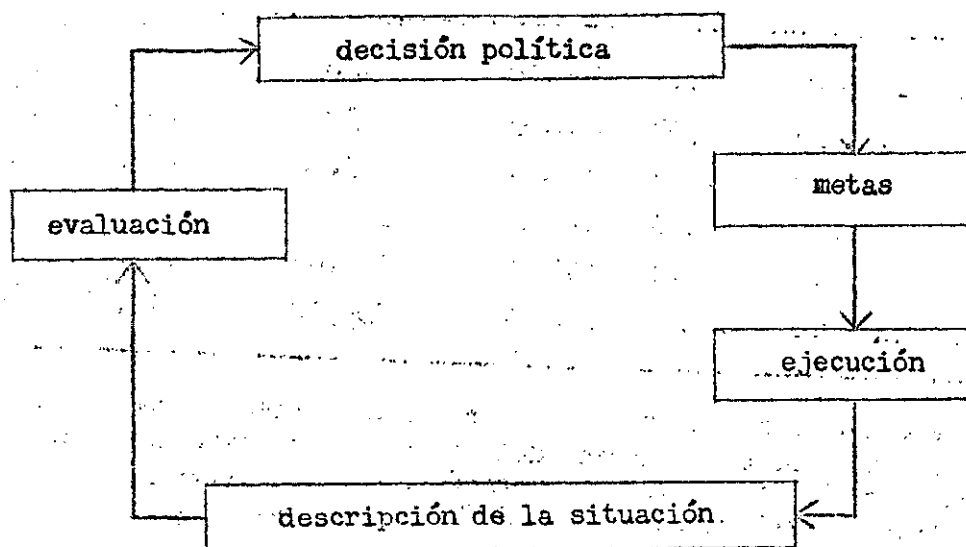 decisión política
metas
evaluación
ejecución
descripción de la situación.